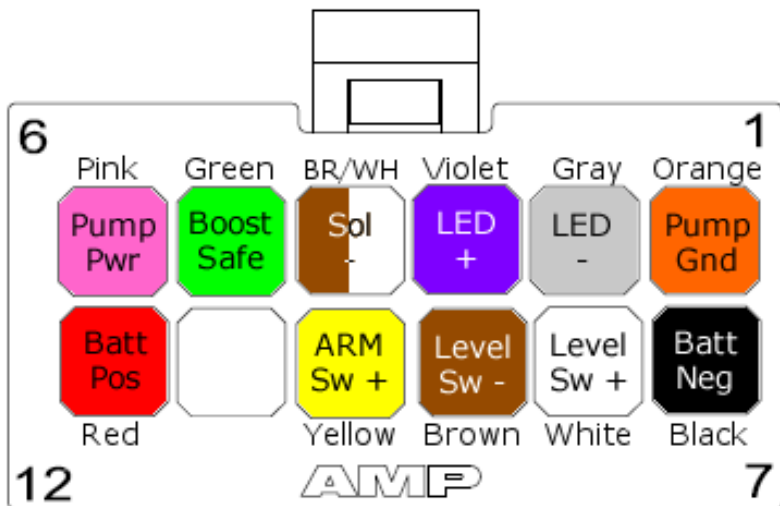 6 1
Pink Green BR/WH Violet Gray Orange
Pump Pwr
Boost Safe
Sol -
LED +
LED -
Pump Gnd
Batt Pos
ARM Sw +
Level Sw -
Level Sw +
Batt Neg
Red Yellow Brown White Black
12 AMP 7